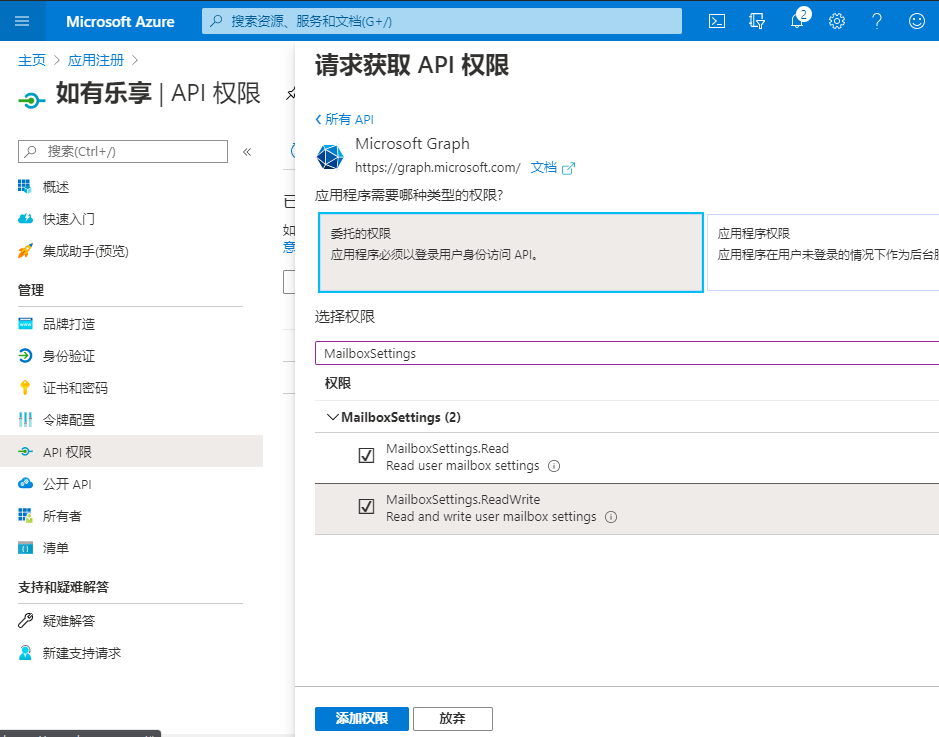 Microsoft Azure
搜索资源、服务和文档(G+/)
2
主页 > 应用注册 >
如有乐享 | API 权限
搜索(Ctrl+/)
概述
快速入门
集成助手(预览)
管理
品牌打造
身份验证
证书和密码
令牌配置
API 权限
公开 API
所有者
清单
支持和疑难解答
疑难解答
新建支持请求
已
如
意
请求获取 API 权限
所有 API
Microsoft Graph
https://graph.microsoft.com/ 文档
应用程序需要哪种类型的权限?
委托的权限
应用程序必须以登录用户身份访问 API。
应用程序权限
应用程序在用户未登录的情况下作为后台服
选择权限
MailboxSettings
权限
MailboxSettings (2)
MailboxSettings.Read
Read user mailbox settings
MailboxSettings.ReadWrite
Read and write user mailbox settings
添加权限
放弃